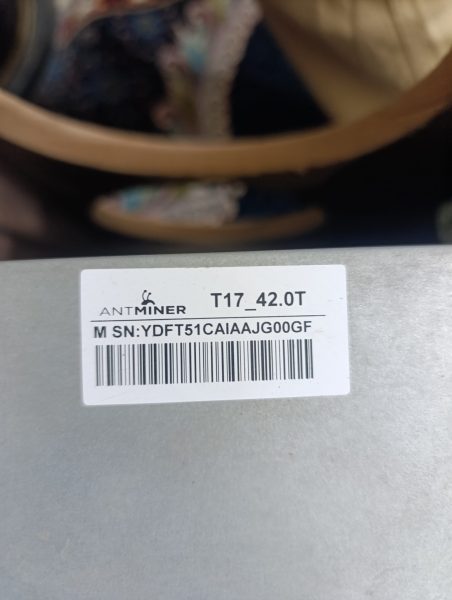 ANTMINER T17_42.0T
M SN:YDFT51CAIAAJG00GF